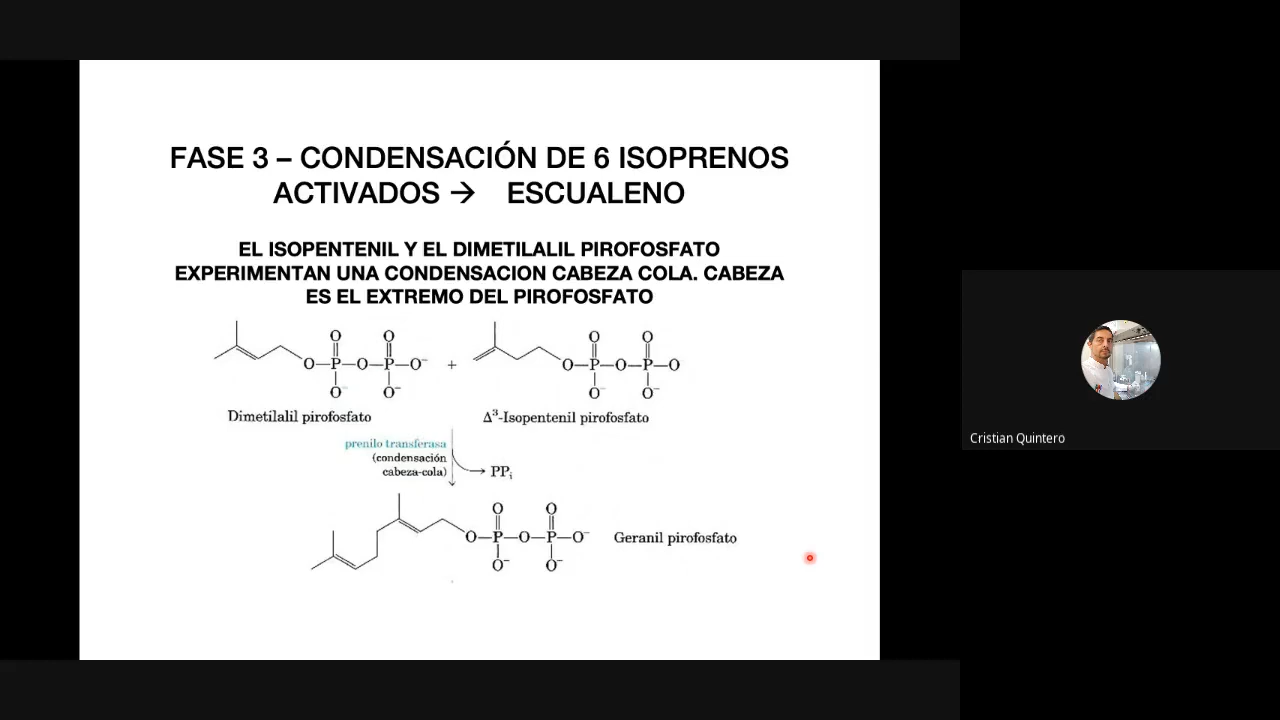 FASE 3 – CONDENSACIÓN DE 6 ISOPRENOS
ACTIVADOS → ESCUALENO
EL ISOPENTENIL Y EL DIMETILALIL PIROFOSFATO
EXPERIMENTAN UNA CONDENSACION CABEZA COLA. CABEZA
ES EL EXTREMO DEL PIROFOSFATO
O O
O–P–O–P–O⁻
O⁻ O⁻
+
O O
O–P–O–P–O
O⁻ O⁻
Dimetilalil pirofosfato
Δ³-Isopentenil pirofosfato
prenilo transferasa
(condensación
cabeza-cola)
PPᵢ
O O
O–P–O–P–O⁻
O⁻ O⁻
Geranil pirofosfato
Cristian Quintero